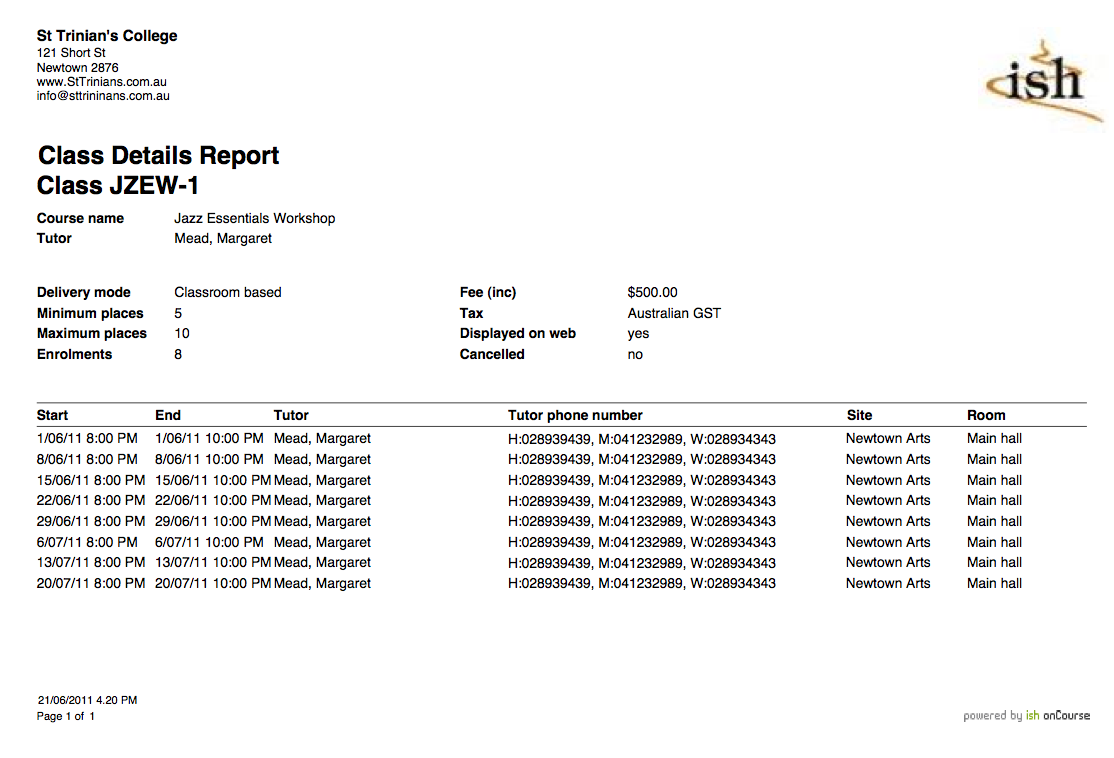 St Trinian's College
121 Short St
Newtown 2876
www.StTrinians.com.au
info@sttrininans.com.au
ish
Class Details Report
Class JZEW-1
Course name Jazz Essentials Workshop
Tutor Mead, Margaret
Delivery mode Classroom based Fee (inc) $500.00
Minimum places 5 Tax Australian GST
Maximum places 10 Displayed on web yes
Enrolments 8 Cancelled no
Start End Tutor Tutor phone number Site Room
1/06/11 8:00 PM 1/06/11 10:00 PM Mead, Margaret H:028939439, M:041232989, W:028934343 Newtown Arts Main hall
8/06/11 8:00 PM 8/06/11 10:00 PM Mead, Margaret H:028939439, M:041232989, W:028934343 Newtown Arts Main hall
15/06/11 8:00 PM 15/06/11 10:00 PM Mead, Margaret H:028939439, M:041232989, W:028934343 Newtown Arts Main hall
22/06/11 8:00 PM 22/06/11 10:00 PM Mead, Margaret H:028939439, M:041232989, W:028934343 Newtown Arts Main hall
29/06/11 8:00 PM 29/06/11 10:00 PM Mead, Margaret H:028939439, M:041232989, W:028934343 Newtown Arts Main hall
6/07/11 8:00 PM 6/07/11 10:00 PM Mead, Margaret H:028939439, M:041232989, W:028934343 Newtown Arts Main hall
13/07/11 8:00 PM 13/07/11 10:00 PM Mead, Margaret H:028939439, M:041232989, W:028934343 Newtown Arts Main hall
20/07/11 8:00 PM 20/07/11 10:00 PM Mead, Margaret H:028939439, M:041232989, W:028934343 Newtown Arts Main hall
21/06/2011 4.20 PM
Page 1 of 1 powered by ish onCourse